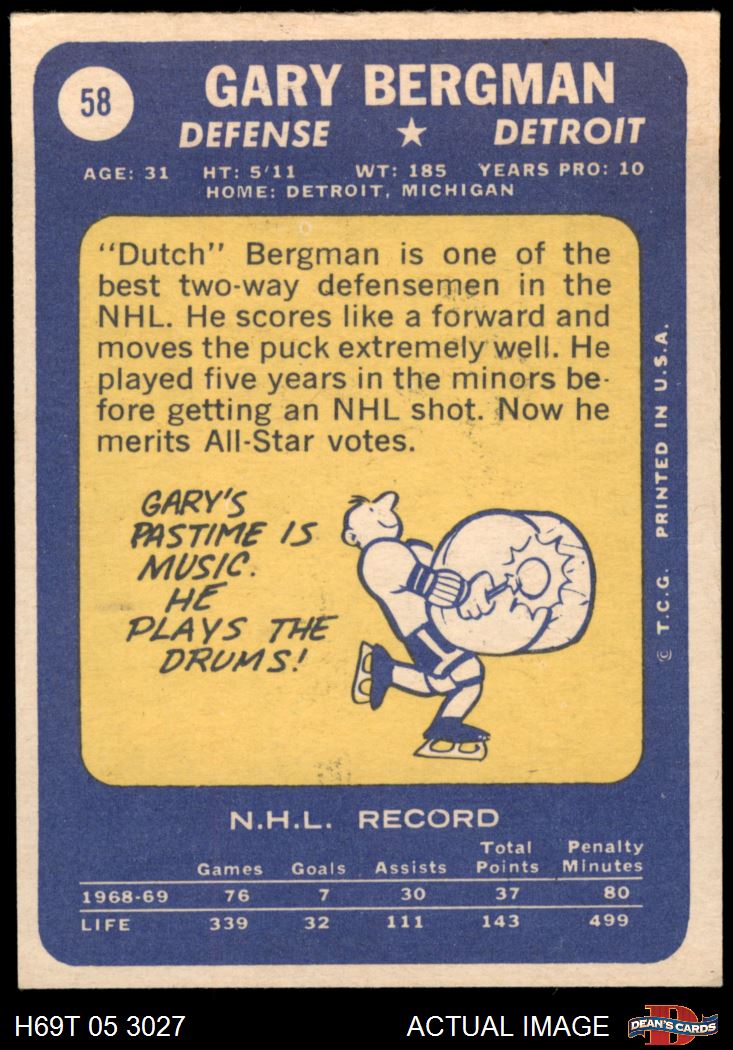 58
GARY BERGMAN
DEFENSE ★ DETROIT
AGE: 31 HT: 5'11 WT: 185 YEARS PRO: 10
HOME: DETROIT, MICHIGAN
"Dutch" Bergman is one of the
best two-way defensemen in the
NHL. He scores like a forward and
moves the puck extremely well. He
played five years in the minors be-
fore getting an NHL shot. Now he
merits All-Star votes.
GARY'S
PASTIME IS
MUSIC.
HE
PLAYS THE
DRUMS!
© T.C.G. PRINTED IN U.S.A.
N.H.L. RECORD
Games Goals Assists Total Points Penalty Minutes
1968-69 76 7 30 37 80
LIFE 339 32 111 143 499
H69T 05 3027 ACTUAL IMAGE DEAN'S CARDS